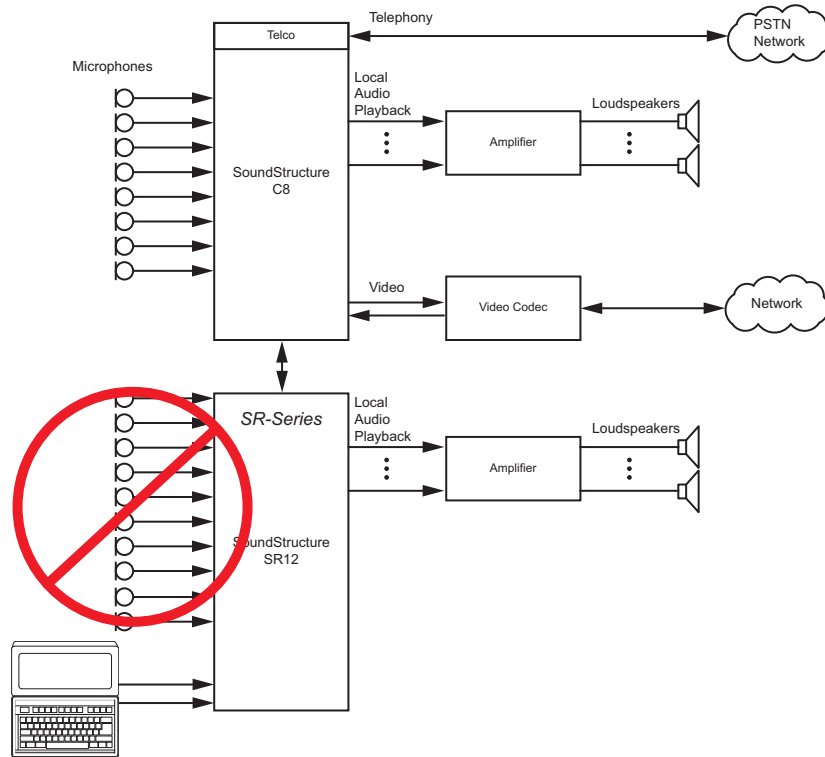 Telco
Telephony
PSTN
Network
Microphones
Local
Audio
Playback
Amplifier
Loudspeakers
SoundStructure
C8
Video
Video Codec
Network
SR-Series
Local
Audio
Playback
Amplifier
Loudspeakers
SoundStructure
SR12